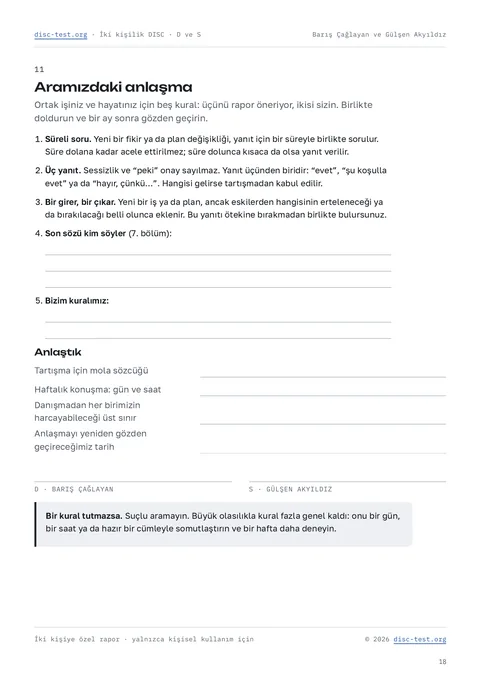 disc-test.org · İki kişilik DISC · D ve S
Barış Çağlayan ve Gülşen Akyıldız
11
Aramızdaki anlaşma
Ortak işiniz ve hayatınız için beş kural: üçünü rapor öneriyor, ikisi sizin. Birlikte
doldurun ve bir ay sonra gözden geçirin.
1. Süreli soru. Yeni bir fikir ya da plan değişikliği, yanıt için bir süreyle birlikte sorulur.
Süre dolana kadar acele ettirilmez; süre dolunca kısaca da olsa yanıt verilir.
2. Üç yanıt. Sessizlik ve “peki” onay sayılmaz. Yanıt üçünden biridir: “evet”, “şu koşulla
evet” ya da “hayır, çünkü…”. Hangisi gelirse tartışmadan kabul edilir.
3. Bir girer, bir çıkar. Yeni bir iş ya da plan, ancak eskilerden hangisinin erteleneceği ya
da bırakılacağı belli olunca eklenir. Bu yanıtı ötekine bırakmadan birlikte bulursunuz.
4. Son sözü kim söyler (7. bölüm):
5. Bizim kuralımız:
Anlaştık
Tartışma için mola sözcüğü
Haftalık konuşma: gün ve saat
Danışmadan her birimizin
harcayabileceği üst sınır
Anlaşmayı yeniden gözden
geçireceğimiz tarih
D · BARIŞ ÇAĞLAYAN
S · GÜLŞEN AKYILDIZ
Bir kural tutmazsa. Suçlu aramayın. Büyük olasılıkla kural fazla genel kaldı: onu bir gün,
bir saat ya da hazır bir cümleyle somutlaştırın ve bir hafta daha deneyin.
İki kişiye özel rapor · yalnızca kişisel kullanım için
© 2026 disc-test.org
18